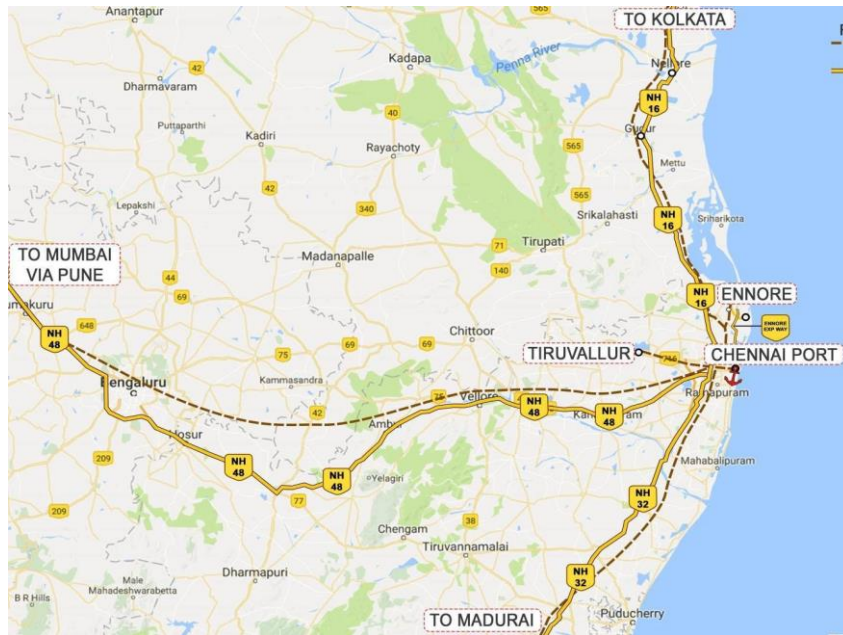 Anantapur
TO KOLKATA
565
Kadapa
Penna River
Nellore
42
Dharmavaram
NH
16
Puttaparthi
40
Gudur
Kadiri
Rayachoty
565
Mettu
42
Lepakshi
340
565
Srikalahasti
NH
16
Sriharikota
TO MUMBAI
VIA PUNE
Madanapalle
71
Tirupati
44
140
69
NH
16
ENNORE
648
NH
48
Chittoor
ENNORE
EXP WAY
75
69
69
TIRUVALLUR
716
CHENNAI PORT
Bengaluru
Kammasandra
75
Vellore
42
NH
48
NH
48
Ambur
209
NH
48
Mahabalipuram
NH
48
77
Yelagiri
NH
32
209
38
Chengam
Tiruvannamalai
Dharmapuri
NH
32
Male
Mahadeshwarabetta
B R Hills
TO MADURAI
Puducherry